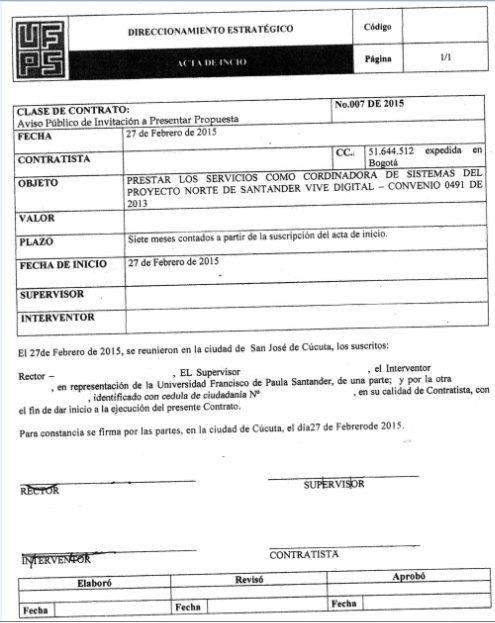 UFPS
DIRECCIONAMIENTO ESTRATÉGICO
Código
ACTA DE INCIO
Página
1/1
CLASE DE CONTRATO:
Aviso Público de Invitación a Presentar Propuesta
No.007 DE 2015
FECHA
27 de Febrero de 2015
CONTRATISTA
CC.
51.644.512 expedida en
Bogotá
OBJETO
PRESTAR LOS SERVICIOS COMO CORDINADORA DE SISTEMAS DEL
PROYECTO NORTE DE SANTANDER VIVE DIGITAL – CONVENIO 0491 DE
2013
VALOR
PLAZO
Siete meses contados a partir de la suscripción del acta de inicio.
FECHA DE INICIO
27 de Febrero de 2015
SUPERVISOR
INTERVENTOR
El 27de Febrero de 2015, se reunieron en la ciudad de San José de Cúcuta, los suscritos:
Rector – , EL Supervisor , el Interventor
, en representación de la Universidad Francisco de Paula Santander, de una parte; y por la otra
, identificado con cedula de ciudadanía Nº , en su calidad de Contratista, con
el fin de dar inicio a la ejecución del presente Contrato.
Para constancia se firma por las partes, en la ciudad de Cúcuta, el día27 de Febrerode 2015.
RECTOR
SUPERVISOR
INTERVENTOR
CONTRATISTA
Elaboró
Revisó
Aprobó
Fecha
Fecha
Fecha